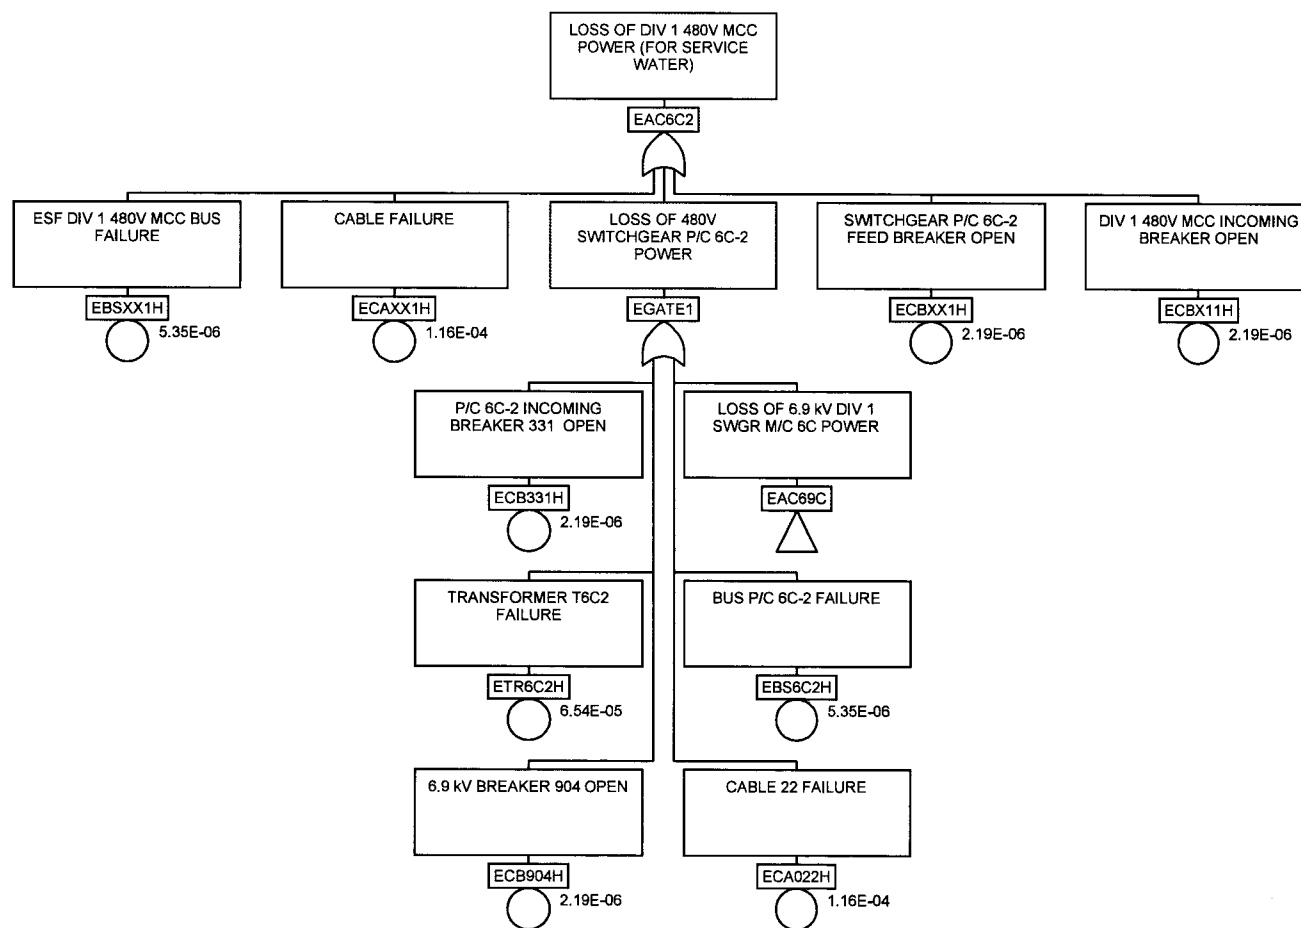 LOSS OF DIV 1 480V MCC
POWER (FOR SERVICE
WATER)
EAC6C2
ESF DIV 1 480V MCC BUS
FAILURE
EBSXX1H
5.35E-06
CABLE FAILURE
ECAXX1H
1.16E-04
LOSS OF 480V
SWITCHGEAR P/C 6C-2
POWER
EGATE1
SWITCHGEAR P/C 6C-2
FEED BREAKER OPEN
ECBXX1H
2.19E-06
DIV 1 480V MCC INCOMING
BREAKER OPEN
ECBX11H
2.19E-06
P/C 6C-2 INCOMING
BREAKER 331 OPEN
ECB331H
2.19E-06
LOSS OF 6.9 kV DIV 1
SWGR M/C 6C POWER
EAC69C
TRANSFORMER T6C2
FAILURE
ETR6C2H
6.54E-05
BUS P/C 6C-2 FAILURE
EBS6C2H
5.35E-06
6.9 kV BREAKER 904 OPEN
ECB904H
2.19E-06
CABLE 22 FAILURE
ECA022H
1.16E-04